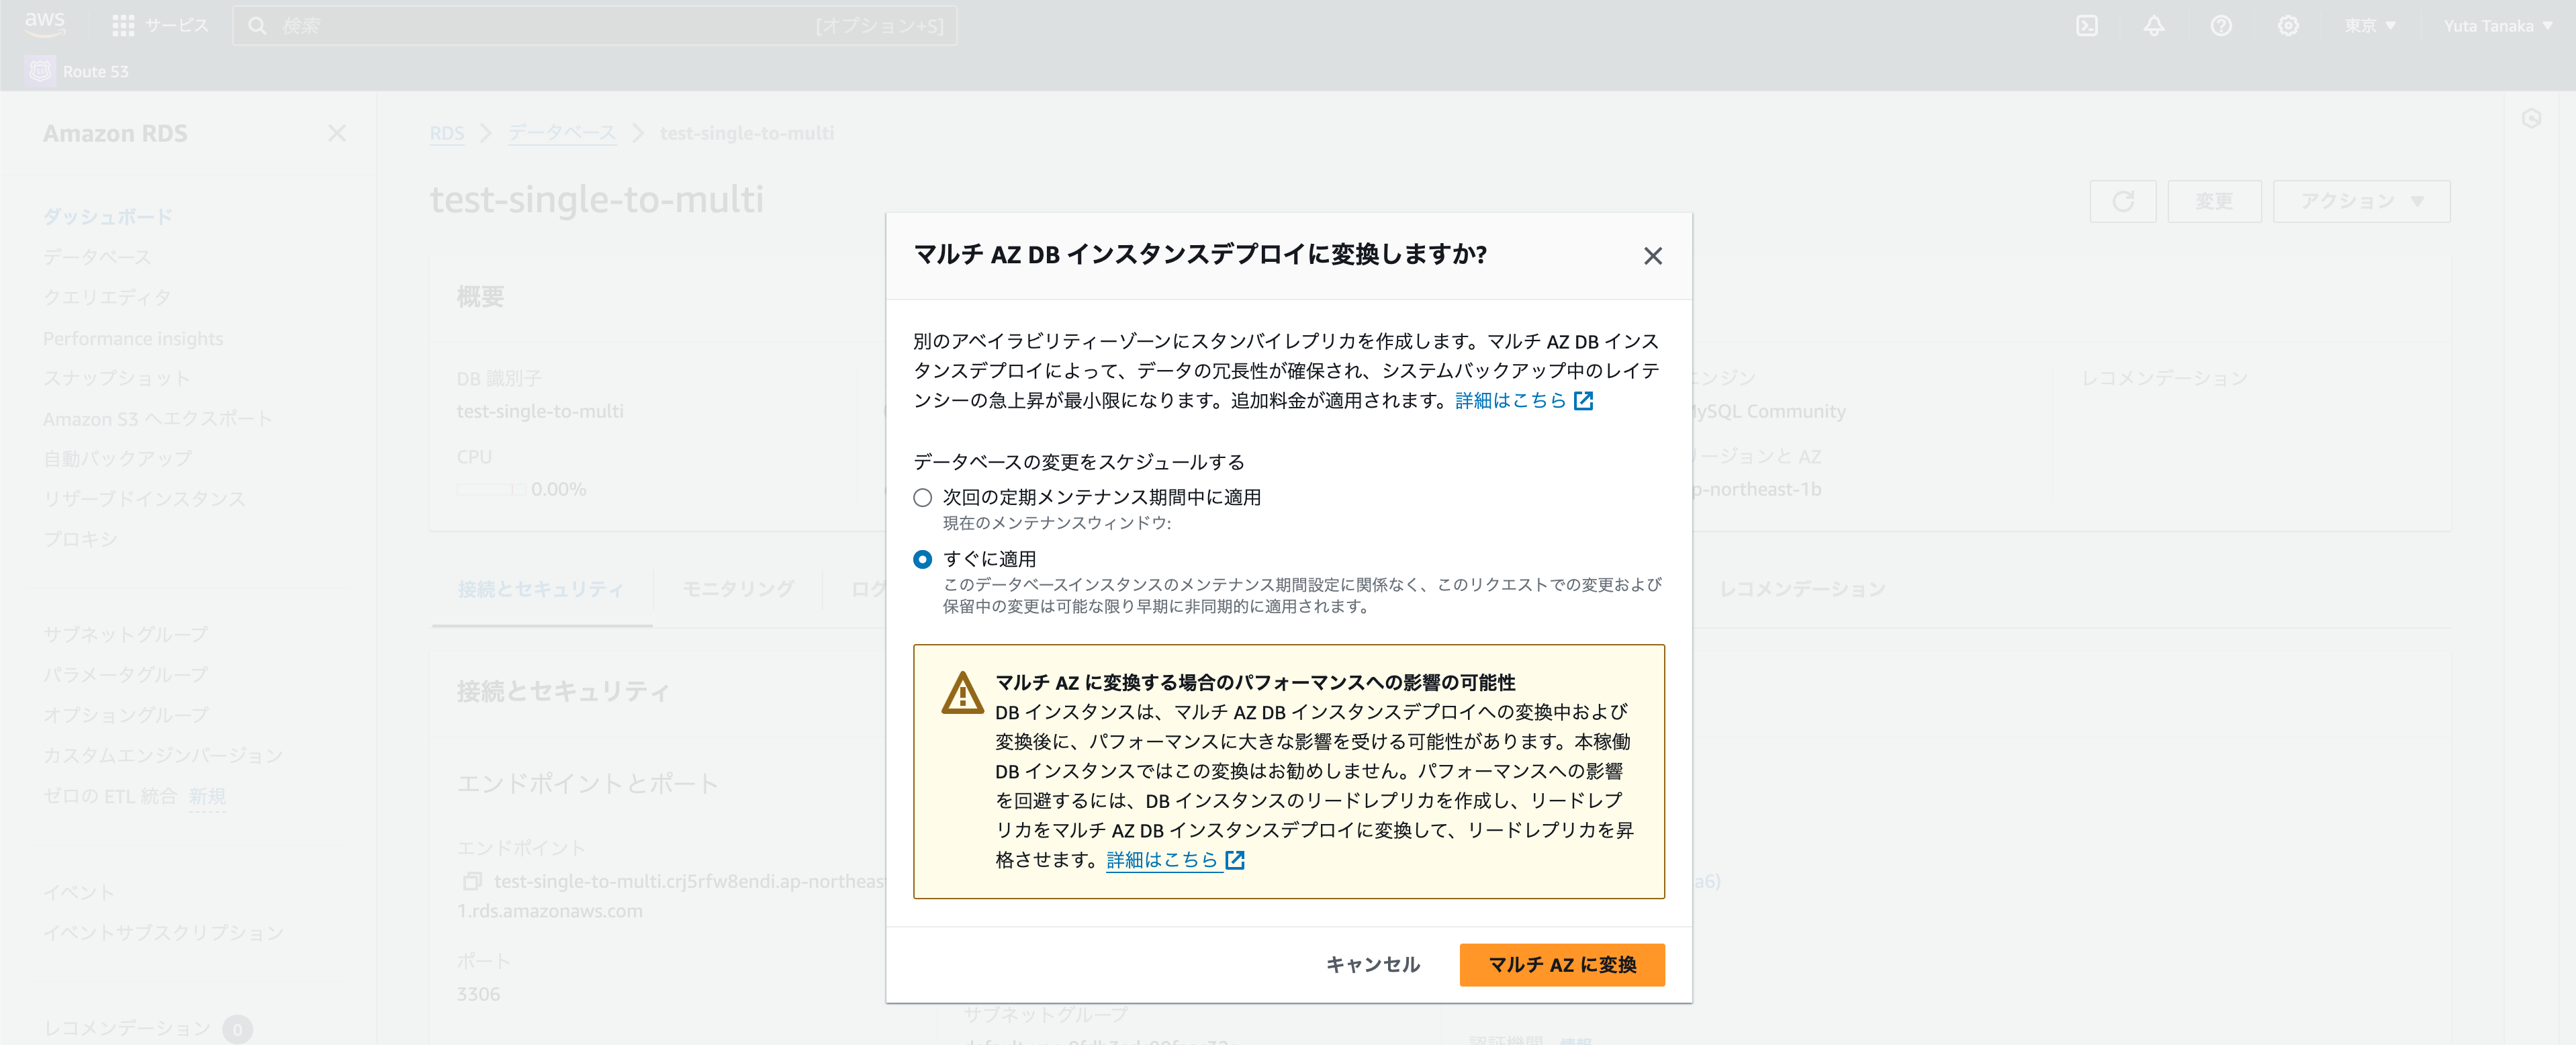 aws
サービス
検索
[オプション+S]
東京 ▼
Yuta Tanaka ▼
Route 53
Amazon RDS
RDS
データベース
test-single-to-multi
test-single-to-multi
変更
アクション ▼
ダッシュボード
データベース
クエリエディタ
Performance insights
スナップショット
Amazon S3 へエクスポート
自動バックアップ
リザーブドインスタンス
プロキシ
サブネットグループ
パラメータグループ
オプショングループ
カスタムエンジンバージョン
ゼロの ETL 統合 新規
イベント
イベントサブスクリプション
レコメンデーション 0
概要
DB 識別子
test-single-to-multi
CPU
0.00%
エンジン
MySQL Community
リージョンと AZ
ap-northeast-1b
レコメンデーション
接続とセキュリティ
モニタリング
ログ
レコメンデーション
接続とセキュリティ
エンドポイントとポート
エンドポイント
test-single-to-multi.crj5rfw8endi.ap-northeast-
1.rds.amazonaws.com
ポート
3306
a6)
サブネットグループ
認証機関 情報
マルチ AZ DB インスタンスデプロイに変換しますか?
別のアベイラビリティーゾーンにスタンバイレプリカを作成します。マルチ AZ DB インス
タンスデプロイによって、データの冗長性が確保され、システムバックアップ中のレイテ
ンシーの急上昇が最小限になります。追加料金が適用されます。詳細はこちら
データベースの変更をスケジュールする
次回の定期メンテナンス期間中に適用
現在のメンテナンスウィンドウ:
すぐに適用
このデータベースインスタンスのメンテナンス期間設定に関係なく、このリクエストでの変更および
保留中の変更は可能な限り早期に非同期的に適用されます。
マルチ AZ に変換する場合のパフォーマンスへの影響の可能性
DB インスタンスは、マルチ AZ DB インスタンスデプロイへの変換中および
変換後に、パフォーマンスに大きな影響を受ける可能性があります。本稼働
DB インスタンスではこの変換はお勧めしません。パフォーマンスへの影響
を回避するには、DB インスタンスのリードレプリカを作成し、リードレプ
リカをマルチ AZ DB インスタンスデプロイに変換して、リードレプリカを昇
格させます。詳細はこちら
キャンセル
マルチ AZ に変換